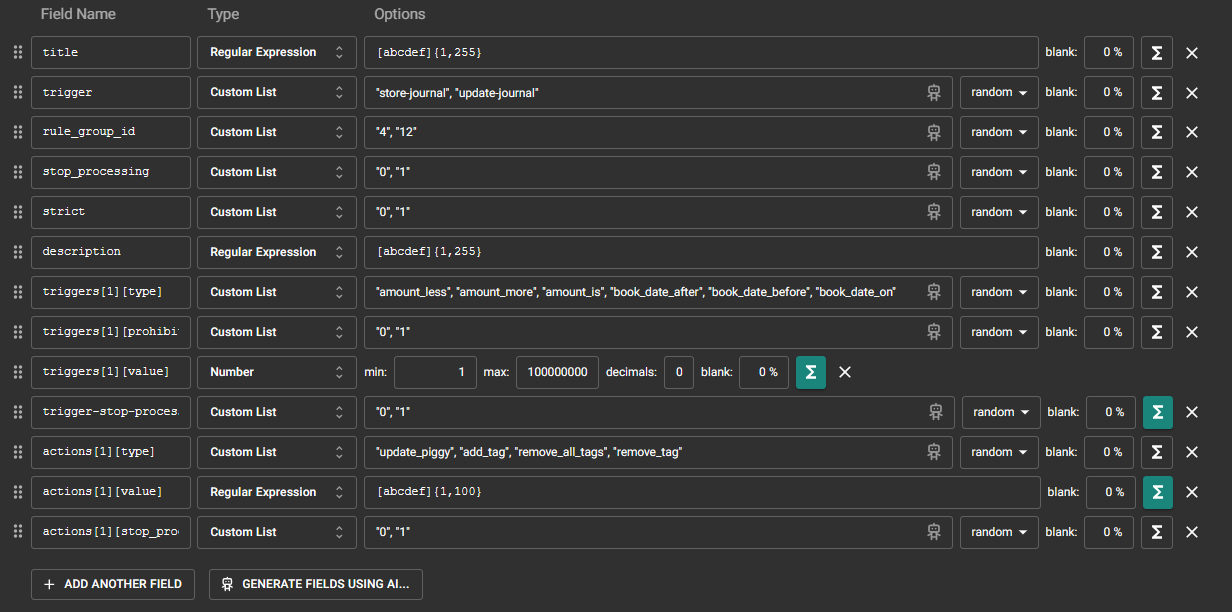 Field Name Type Options
title Regular Expression [abcdef]{1,255} blank: 0 % Σ
trigger Custom List "store-journal", "update-journal" random blank: 0 % Σ
rule_group_id Custom List "4", "12" random blank: 0 % Σ
stop_processing Custom List "0", "1" random blank: 0 % Σ
strict Custom List "0", "1" random blank: 0 % Σ
description Regular Expression [abcdef]{1,255} blank: 0 % Σ
triggers[1][type] Custom List "amount_less", "amount_more", "amount_is", "book_date_after", "book_date_before", "book_date_on" random blank: 0 % Σ
triggers[1][prohibi Custom List "0", "1" random blank: 0 % Σ
triggers[1][value] Number min: 1 max: 100000000 decimals: 0 blank: 0 % Σ
trigger-stop-proces Custom List "0", "1" random blank: 0 % Σ
actions[1][type] Custom List "update_piggy", "add_tag", "remove_all_tags", "remove_tag" random blank: 0 % Σ
actions[1][value] Regular Expression [abcdef]{1,100} blank: 0 % Σ
actions[1][stop_pro Custom List "0", "1" random blank: 0 % Σ
+ ADD ANOTHER FIELD GENERATE FIELDS USING AI...